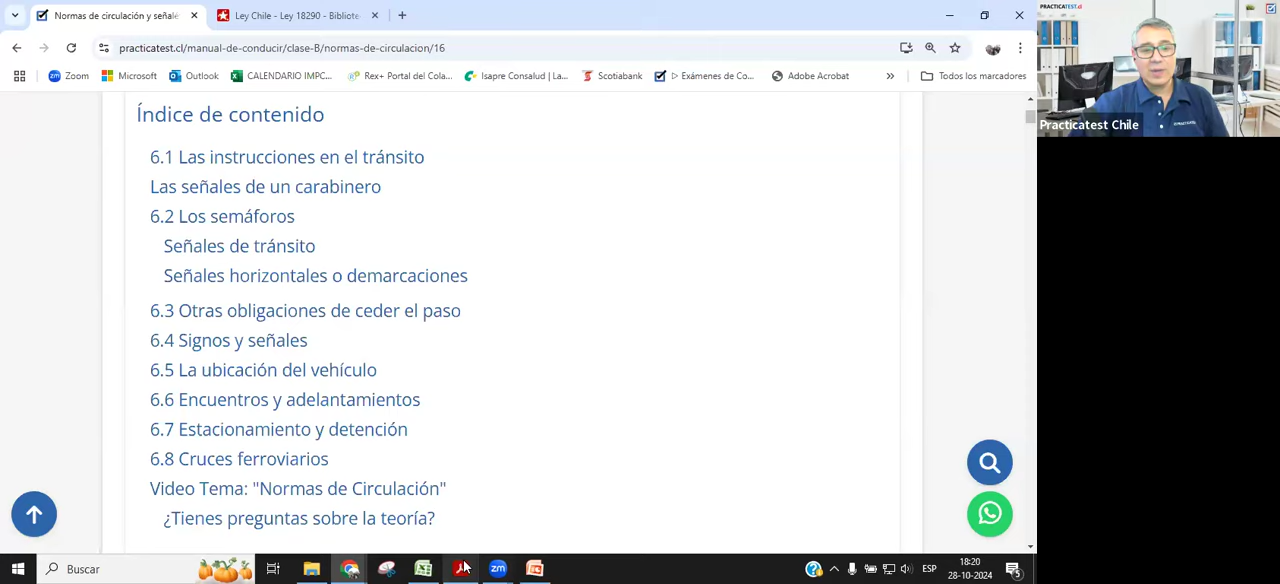 Normas de circulación y señale
Ley Chile - Ley 18290 - Bibliote
practicatest.cl/manual-de-conducir/clase-B/normas-de-circulacion/16
Zoom
Microsoft
Outlook
CALENDARIO IMPC...
Rex+ Portal del Cola...
Isapre Consalud | La...
Scotiabank
▷ Exámenes de Co...
Adobe Acrobat
»
Todos los marcadores
PRACTICATEST.cl
Practicatest Chile
Índice de contenido
6.1 Las instrucciones en el tránsito
Las señales de un carabinero
6.2 Los semáforos
Señales de tránsito
Señales horizontales o demarcaciones
6.3 Otras obligaciones de ceder el paso
6.4 Signos y señales
6.5 La ubicación del vehículo
6.6 Encuentros y adelantamientos
6.7 Estacionamiento y detención
6.8 Cruces ferroviarios
Video Tema: "Normas de Circulación"
¿Tienes preguntas sobre la teoría?
Buscar
ESP
18:20
28-10-2024
5